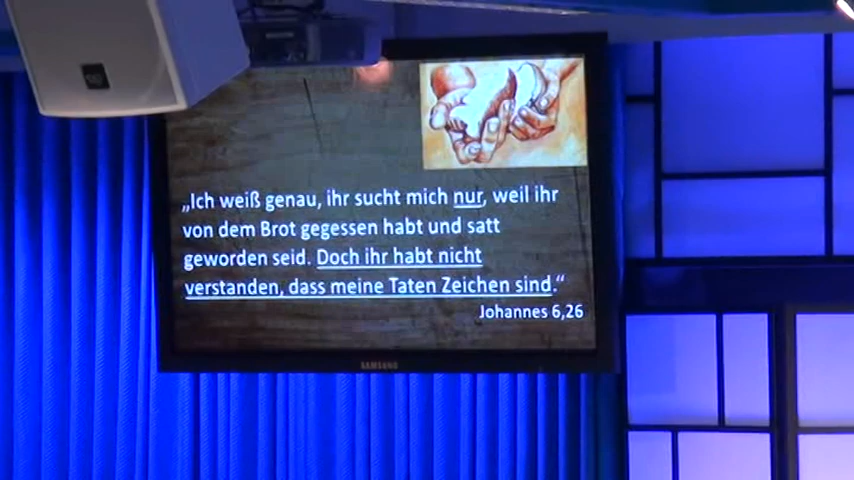 „Ich weiß genau, ihr sucht mich nur, weil ihr
von dem Brot gegessen habt und satt
geworden seid. Doch ihr habt nicht
verstanden, dass meine Taten Zeichen sind.“
Johannes 6,26
SAMSUNG